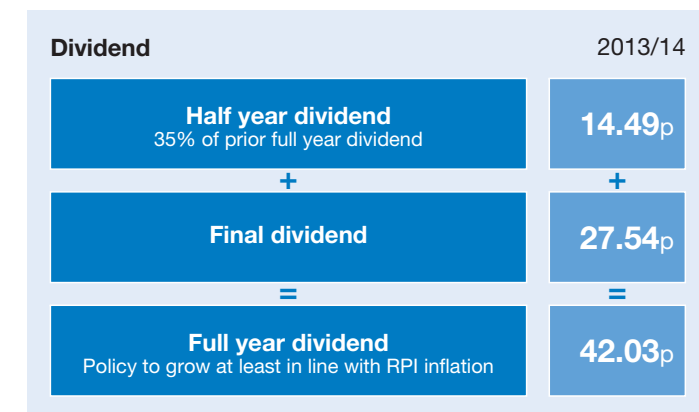 Dividend 2013/14
Half year dividend 14.49p
35% of prior full year dividend
+ +
Final dividend 27.54p
= =
Full year dividend 42.03p
Policy to grow at least in line with RPI inflation